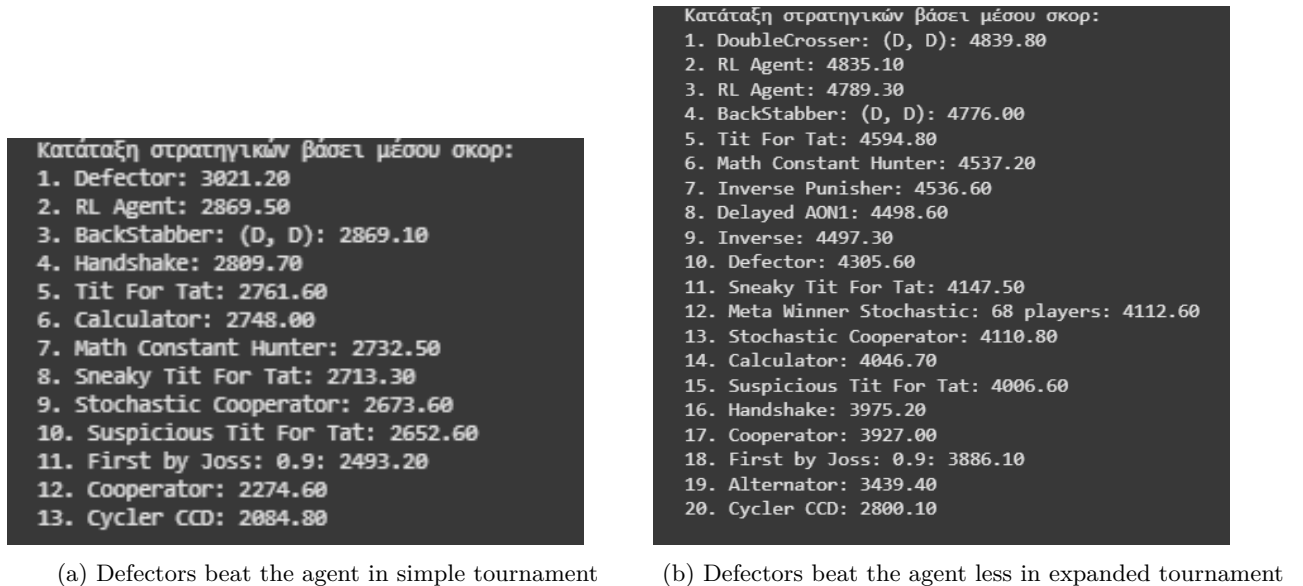 Κατάταξη στρατηγικών βάσει μέσου σκορ:
1. Defector: 3021.20
2. RL Agent: 2869.50
3. BackStabber: (D, D): 2869.10
4. Handshake: 2809.70
5. Tit For Tat: 2761.60
6. Calculator: 2748.00
7. Math Constant Hunter: 2732.50
8. Sneaky Tit For Tat: 2713.30
9. Stochastic Cooperator: 2673.60
10. Suspicious Tit For Tat: 2652.60
11. First by Joss: 0.9: 2493.20
12. Cooperator: 2274.60
13. Cycler CCD: 2084.80
(a) Defectors beat the agent in simple tournament
Κατάταξη στρατηγικών βάσει μέσου σκορ:
1. DoubleCrosser: (D, D): 4839.80
2. RL Agent: 4835.10
3. RL Agent: 4789.30
4. BackStabber: (D, D): 4776.00
5. Tit For Tat: 4594.80
6. Math Constant Hunter: 4537.20
7. Inverse Punisher: 4536.60
8. Delayed AON1: 4498.60
9. Inverse: 4497.30
10. Defector: 4305.60
11. Sneaky Tit For Tat: 4147.50
12. Meta Winner Stochastic: 68 players: 4112.60
13. Stochastic Cooperator: 4110.80
14. Calculator: 4046.70
15. Suspicious Tit For Tat: 4006.60
16. Handshake: 3975.20
17. Cooperator: 3927.00
18. First by Joss: 0.9: 3886.10
19. Alternator: 3439.40
20. Cycler CCD: 2800.10
(b) Defectors beat the agent less in expanded tournament